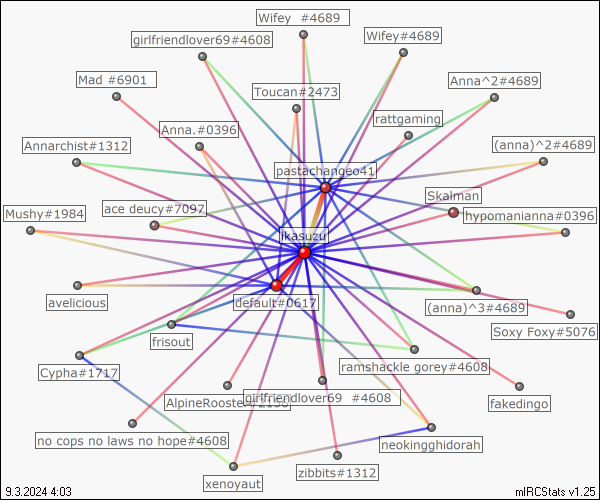 Wifey  #4689
girlfriendlover69#4608
Wifey#4689
Mad #6901
Anna^2#4689
Toucan#2473
rattgaming
Anna.#0396
Annarchist#1312
(anna)^2#4689
pastachangeo41
Skalman
Mushy#1984
ace deucy#7097
hypomanianna#0396
ikasuzu
avelicious
default#0617
(anna)^3#4689
Soxy Foxy#5076
frisout
ramshackle gorey#4608
Cypha#1717
AlpineRooster#2138
girlfriendlover69  #4608
fakedingo
no cops no laws no hope#4608
neokingghidorah
xenoyaut
zibbits#1312
9.3.2024 4:03
mIRCStats v1.25